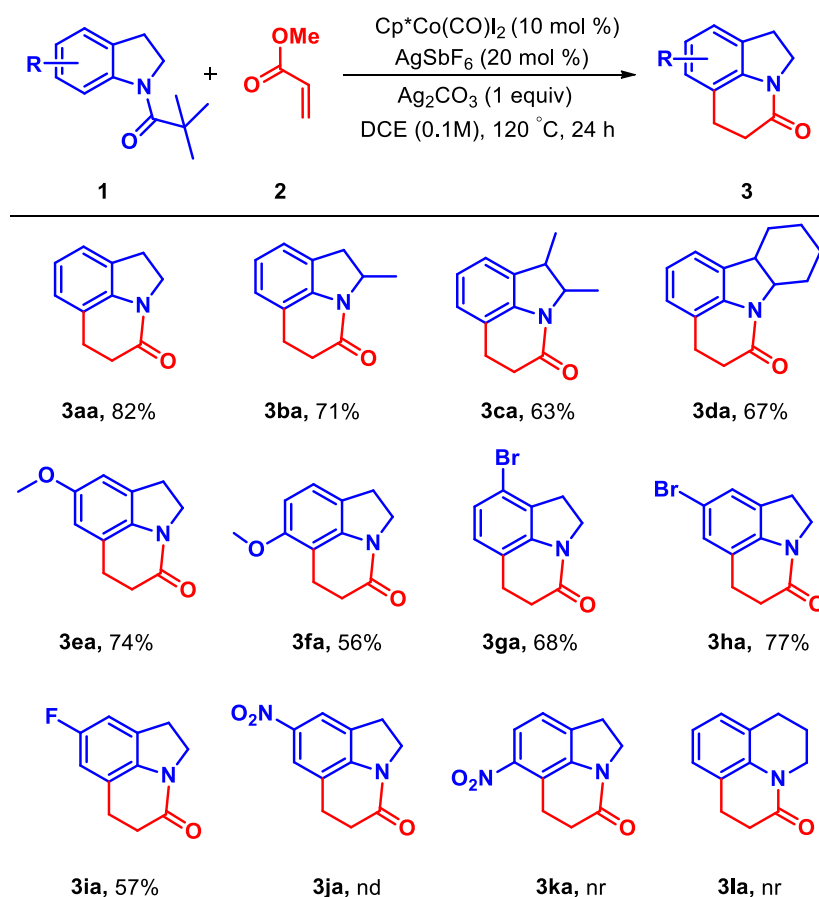 R
N
O
1
+
OMe
O
2
Cp*Co(CO)I₂ (10 mol %)
AgSbF₆ (20 mol %)
Ag₂CO₃ (1 equiv)
DCE (0.1M), 120 °C, 24 h
R
N
O
3
N
O
3aa, 82%
N
O
3ba, 71%
N
O
3ca, 63%
N
O
3da, 67%
O
N
O
3ea, 74%
O
N
O
3fa, 56%
Br
N
O
3ga, 68%
Br
N
O
3ha, 77%
F
N
O
3ia, 57%
NO₂
N
O
3ja, nd
O₂N
N
O
3ka, nr
N
O
3la, nr